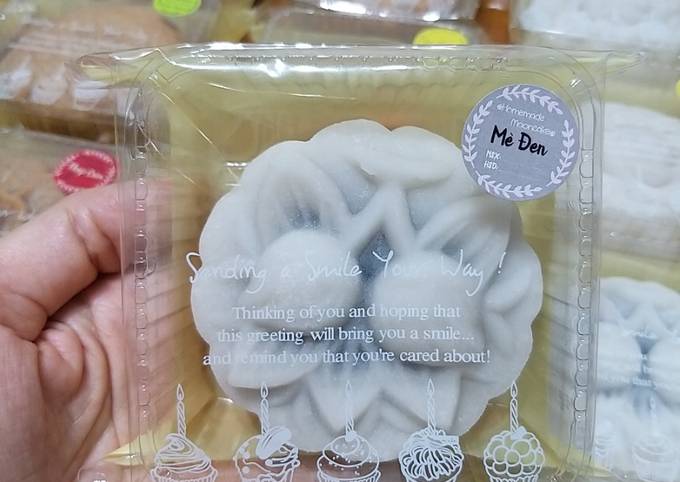 Homemade
Mooncake
Mè Đen
NSX:
HSD:
Sending a Smile Your Way!
Thinking of you and hoping that
this greeting will bring you a smile...
and remind you that you're cared about!